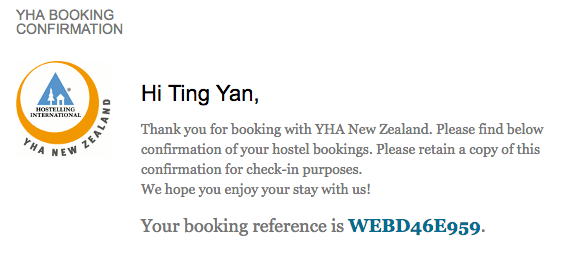 YHA BOOKING
CONFIRMATION
HOSTELLING
INTERNATIONAL
YHA NEW ZEALAND
Hi Ting Yan,
Thank you for booking with YHA New Zealand. Please find below
confirmation of your hostel bookings. Please retain a copy of this
confirmation for check-in purposes.
We hope you enjoy your stay with us!
Your booking reference is WEBD46E959.